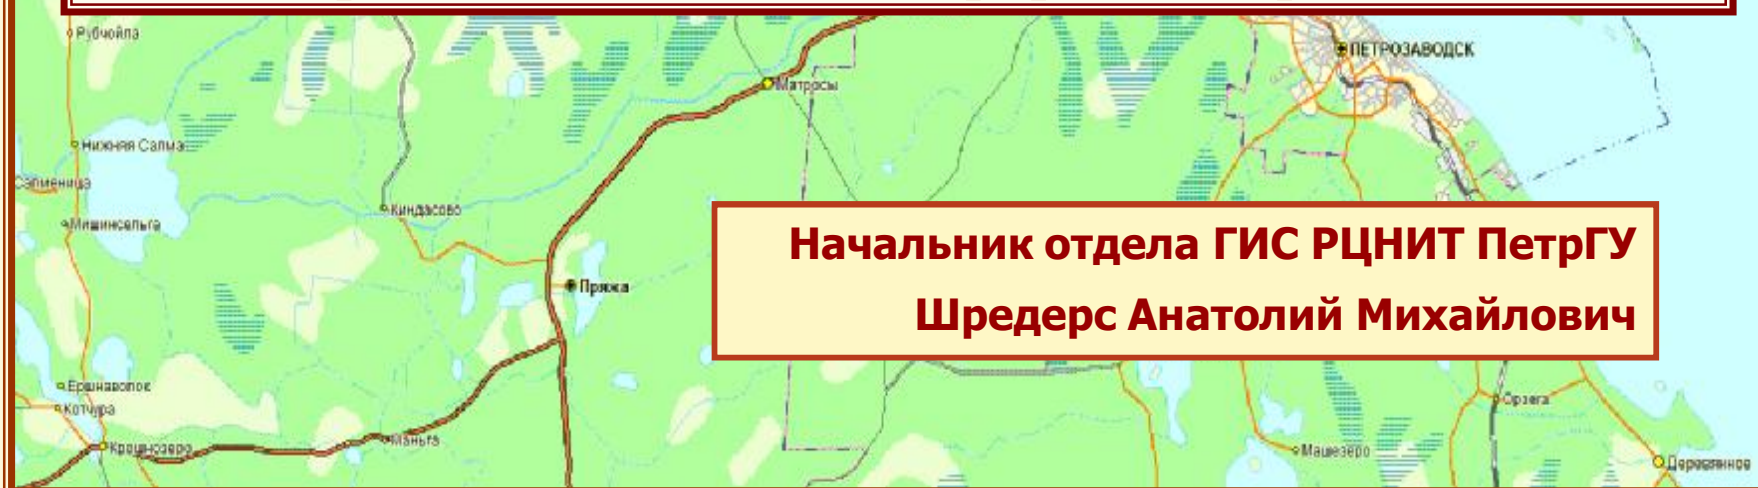 Рубчойла
ПЕТРОЗАВОДСК
Матросы
Нижняя Салма
Салменица
Киндасово
Мишинсельга
Начальник отдела ГИС РЦНИТ ПетрГУ
Пряжа
Шредерс Анатолий Михайлович
Ершнаволок
Котчура
Орзега
Маньга
Крошнозеро
Машезеро
Деревянное